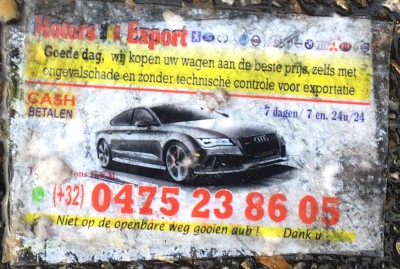 Motors Export
Goede dag, wij kopen uw wagen aan de beste prijs, zelfs met
ongevalschade en zonder technische controle voor exportatie
CASH
BETALEN
7 dagen/ 7 en. 24u/24
(+32) 0475 23 86 05
Niet op de openbare weg gooien aub ! Dank u